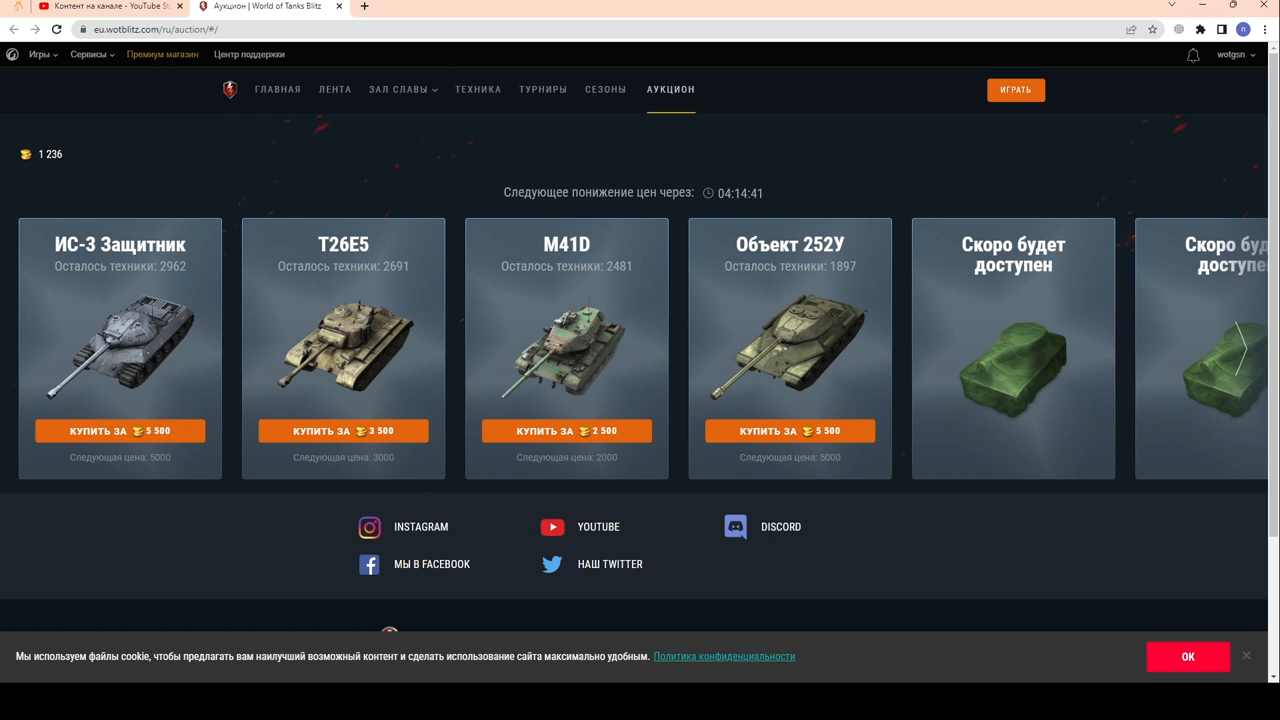 Контент на канале - YouTube St
Аукцион | World of Tanks Blitz
eu.wotblitz.com/ru/auction/#/
n
Игры
Сервисы
Премиум магазин
Центр поддержки
wotgsn
ГЛАВНАЯ
ЛЕНТА
ЗАЛ СЛАВЫ
ТЕХНИКА
ТУРНИРЫ
СЕЗОНЫ
АУКЦИОН
ИГРАТЬ
1 236
Следующее понижение цен через: 04:14:41
ИС-3 Защитник
Осталось техники: 2962
КУПИТЬ ЗА 5 500
Следующая цена: 5000
T26E5
Осталось техники: 2691
КУПИТЬ ЗА 3 500
Следующая цена: 3000
M41D
Осталось техники: 2481
КУПИТЬ ЗА 2 500
Следующая цена: 2000
Объект 252У
Осталось техники: 1897
КУПИТЬ ЗА 5 500
Следующая цена: 5000
Скоро будет
доступен
Скоро буд
доступе
INSTAGRAM
YOUTUBE
DISCORD
МЫ В FACEBOOK
НАШ TWITTER
Мы используем файлы cookie, чтобы предлагать вам наилучший возможный контент и сделать использование сайта максимально удобным. Политика конфиденциальности
OK